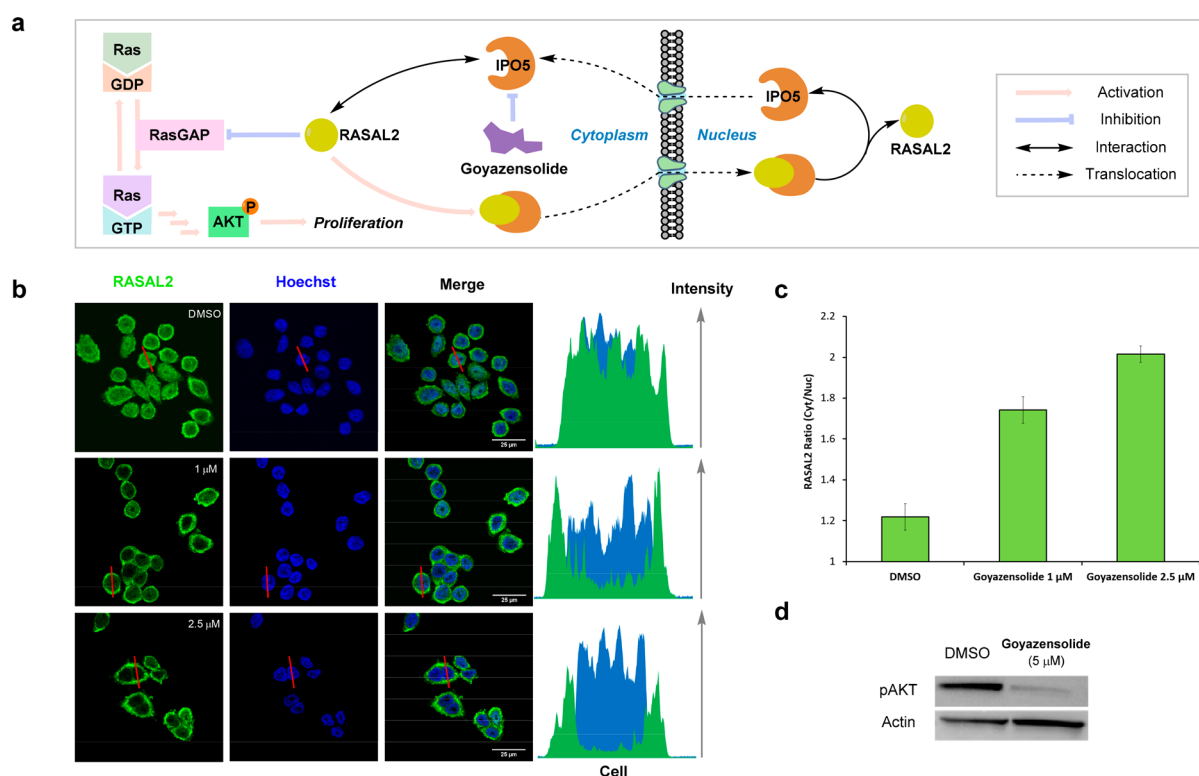 a
Ras
GDP
RasGAP
Ras
GTP
AKT
P
Proliferation
RASAL2
IPO5
Goyazensolide
Cytoplasm
Nucleus
IPO5
RASAL2
Activation
Inhibition
Interaction
Translocation
b
RASAL2
Hoechst
Merge
Intensity
DMSO
25 μm
1 μM
25 μm
2.5 μM
25 μm
Cell
c
RASAL2 Ratio (Cyt/Nuc)
2.2
2
1.8
1.6
1.4
1.2
1
DMSO
Goyazensolide 1 μM
Goyazensolide 2.5 μM
d
DMSO
Goyazensolide
(5 μM)
pAKT
Actin